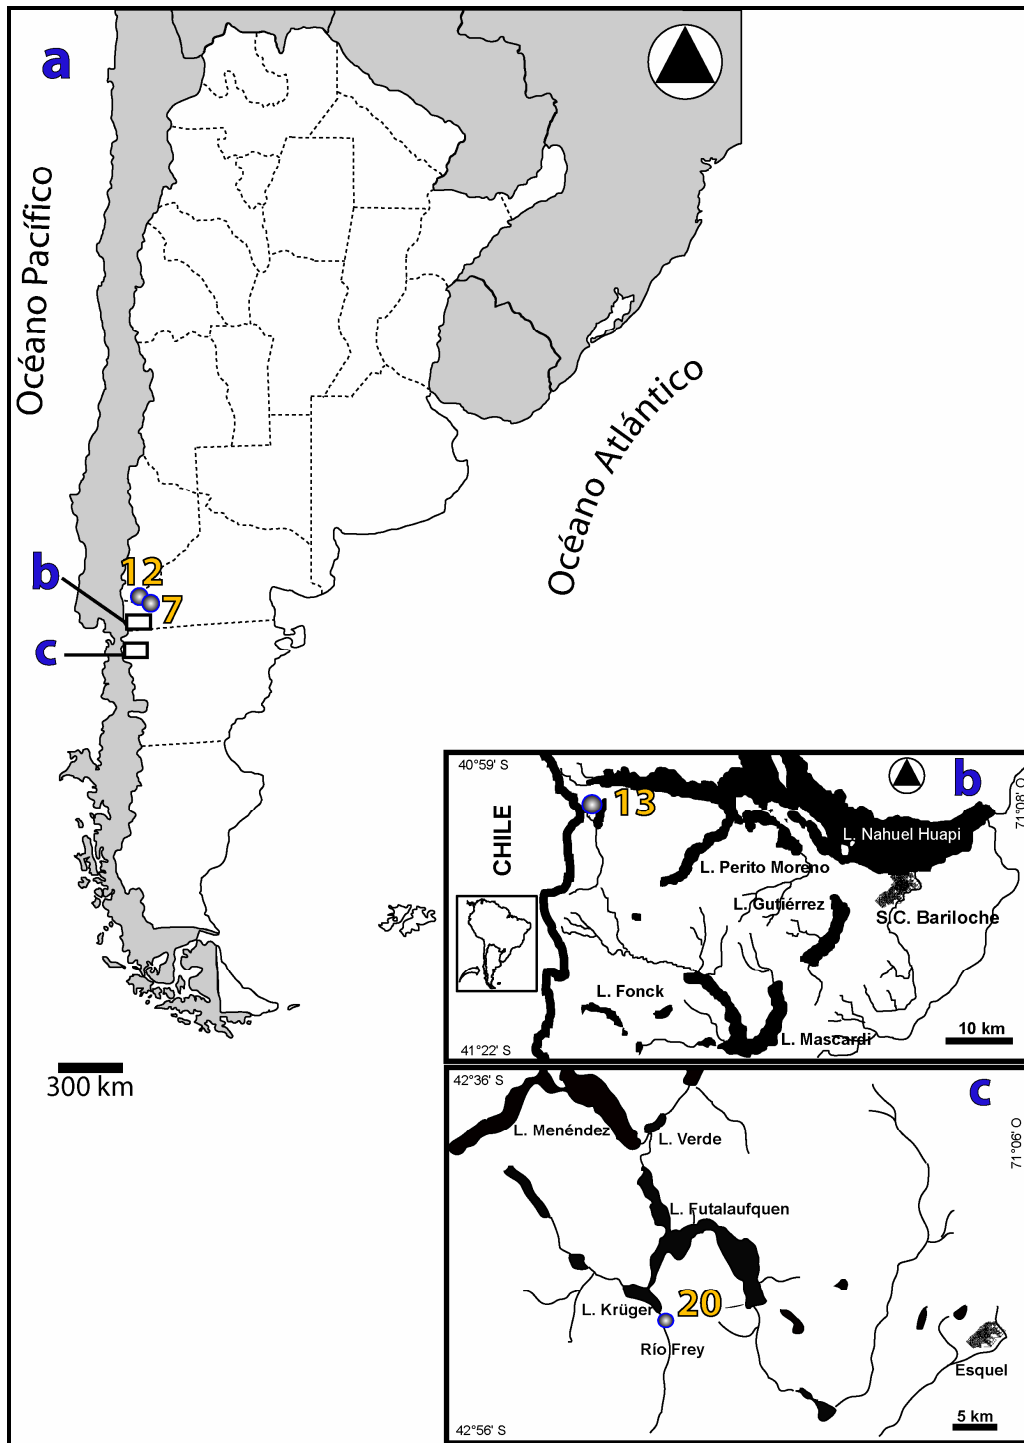 a
Océano Pacífico
Océano Atlántico
12
b
7
c
300 km
40°59' S
b
71°08' O
13
CHILE
L. Nahuel Huapi
L. Perito Moreno
L. Gutiérrez
S.C. Bariloche
L. Fonck
L. Mascardi
10 km
41°22' S
42°36' S
c
71°06' O
L. Menéndez
L. Verde
L. Futalaufquen
20
L. Krüger
Río Frey
Esquel
5 km
42°56' S